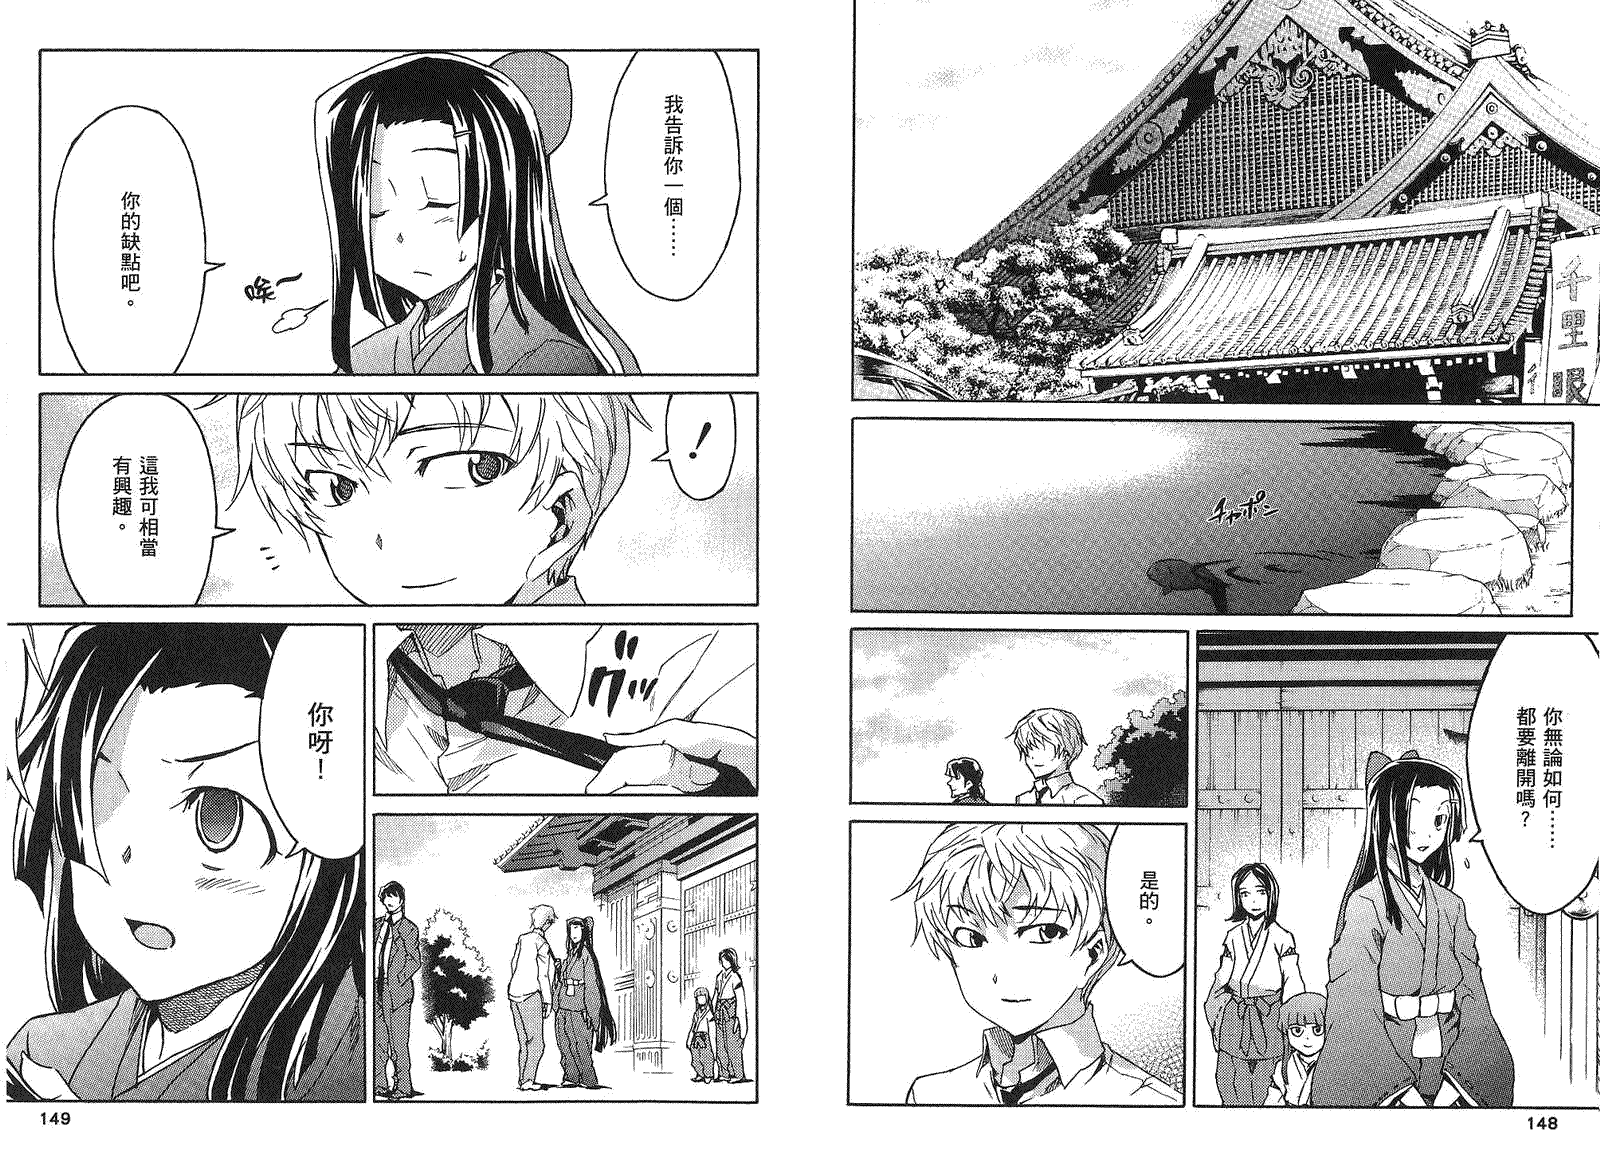 千里眼
チャポン
你無論如何……
都要離開嗎？
是的。
148
我告訴你一個……
唉～
你的缺點吧。
！
這我可相當
有興趣。
グッ
你呀！
149